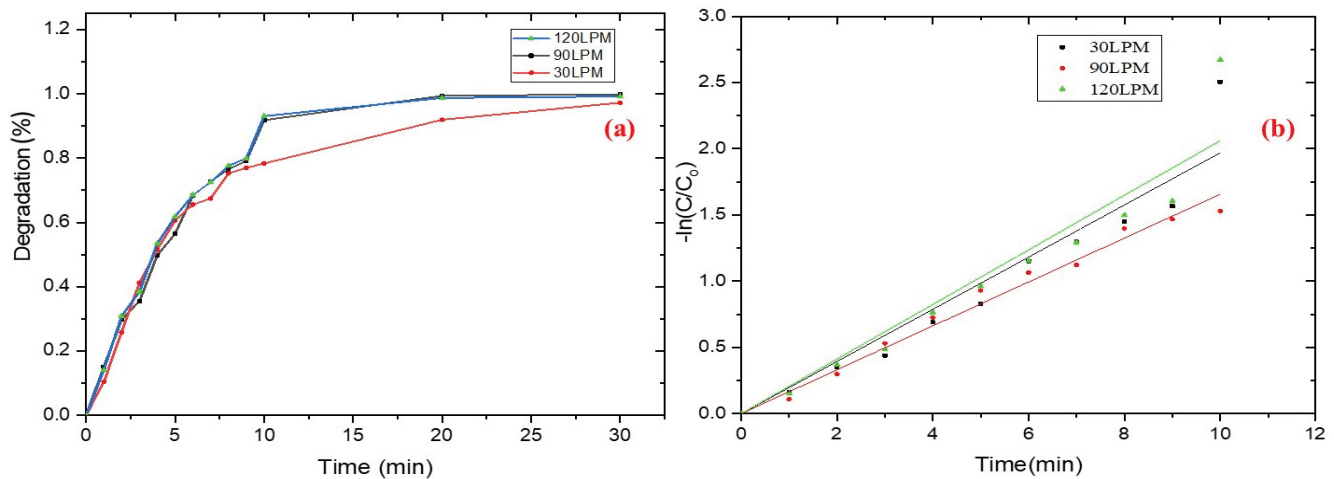 120LPM
90LPM
30LPM
(a)
Degradation (%)
1.0
0.8
0.6
0.4
0.2
0.0
0 5 10 15 20 25 30
Time (min)
30LPM
90LPM
120LPM
(b)
-ln(C/C₀)
3.0
2.5
2.0
1.5
1.0
0.5
0.0
0 2 4 6 8 10 12
Time(min)